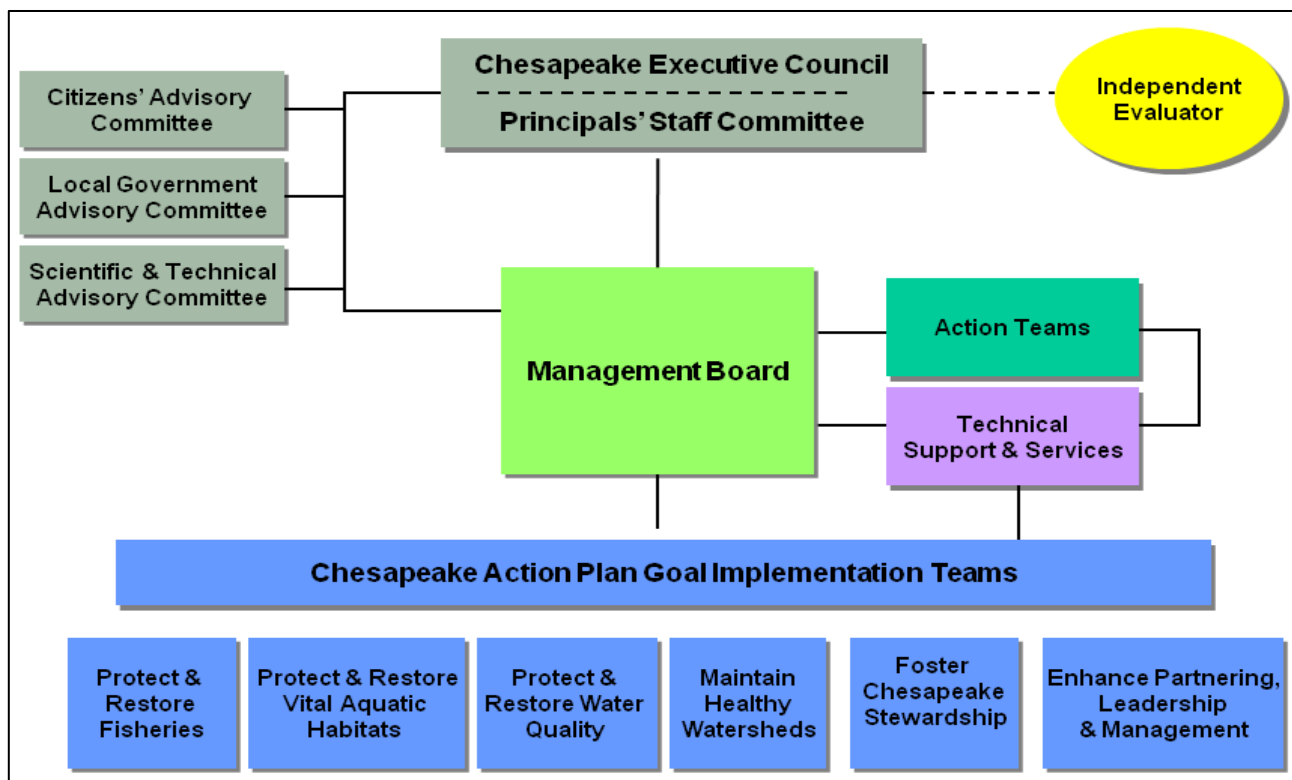 Chesapeake Executive Council
Principals' Staff Committee
Independent
Evaluator
Citizens' Advisory
Committee
Local Government
Advisory Committee
Scientific & Technical
Advisory Committee
Management Board
Action Teams
Technical
Support & Services
Chesapeake Action Plan Goal Implementation Teams
Protect &
Restore
Fisheries
Protect & Restore
Vital Aquatic
Habitats
Protect &
Restore Water
Quality
Maintain
Healthy
Watersheds
Foster
Chesapeake
Stewardship
Enhance Partnering,
Leadership
& Management